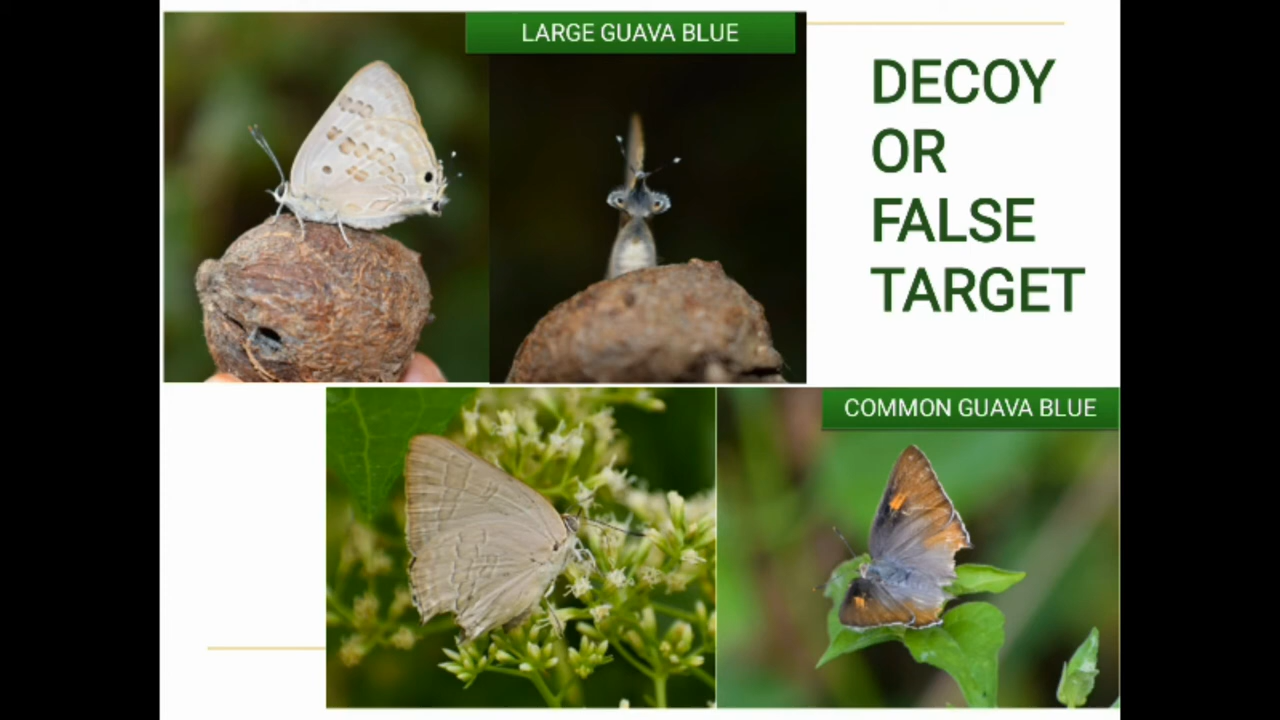 LARGE GUAVA BLUE
DECOY
OR
FALSE
TARGET
COMMON GUAVA BLUE